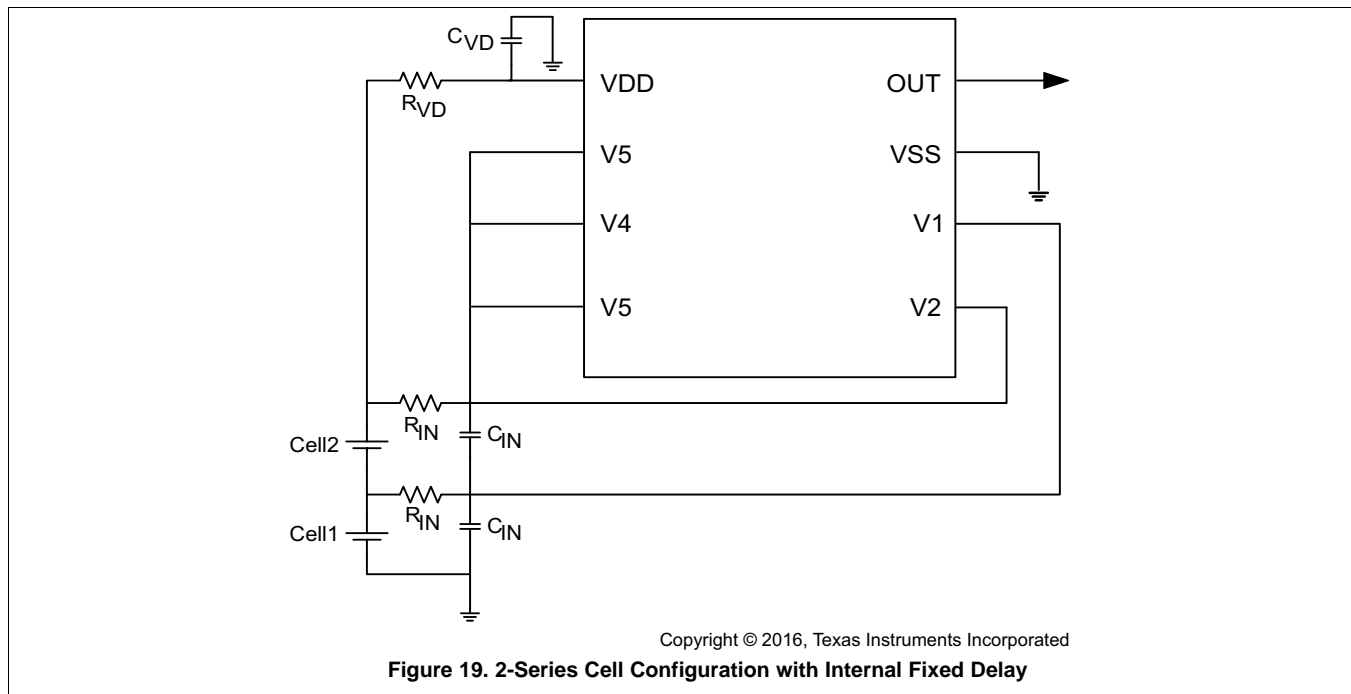 CVD
VDD
OUT
RVD
V5
VSS
V4
V1
V5
V2
RIN
Cell2
CIN
RIN
Cell1
CIN
Copyright © 2016, Texas Instruments Incorporated
Figure 19. 2-Series Cell Configuration with Internal Fixed Delay